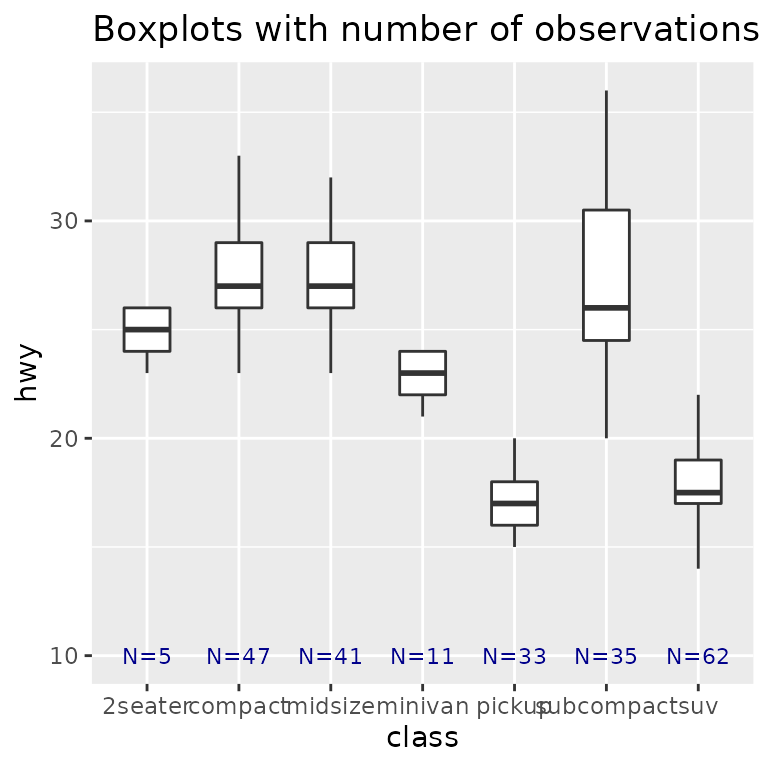 Boxplots with number of observations
hwy
30
20
10
N=5 N=47 N=41 N=11 N=33 N=35 N=62
2seater compact midsize minivan pickup subcompact suv
class